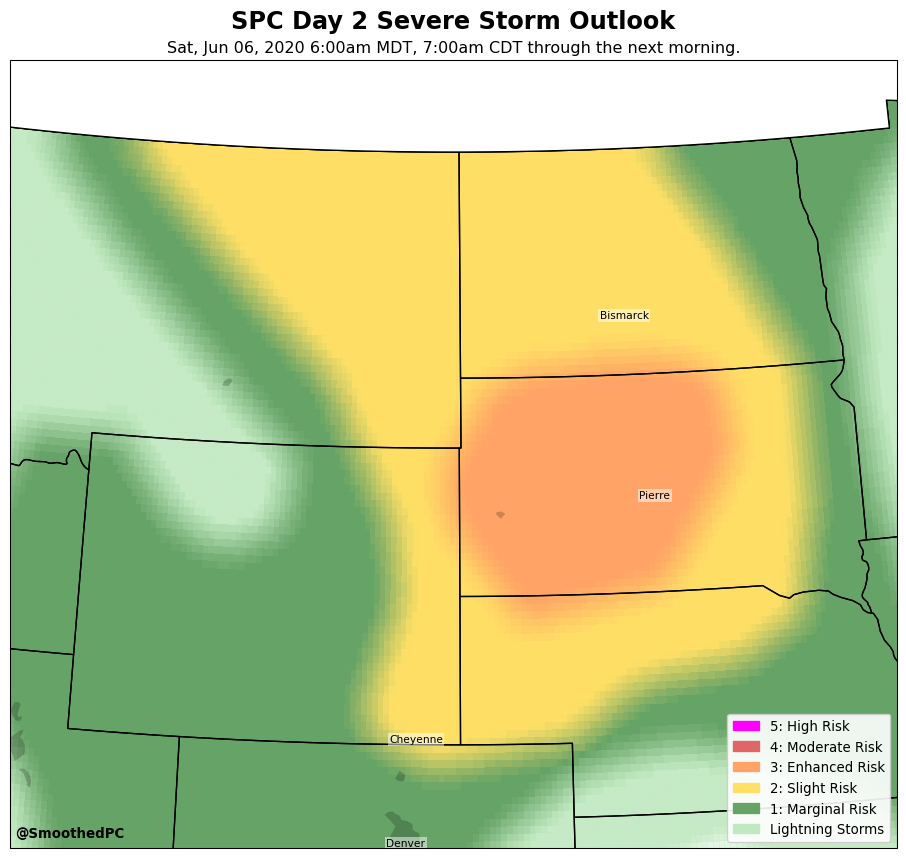 SPC Day 2 Severe Storm Outlook
Sat, Jun 06, 2020 6:00am MDT, 7:00am CDT through the next morning.
Bismarck
Pierre
Cheyenne
Denver
5: High Risk
4: Moderate Risk
3: Enhanced Risk
2: Slight Risk
1: Marginal Risk
Lightning Storms
@SmoothedPC